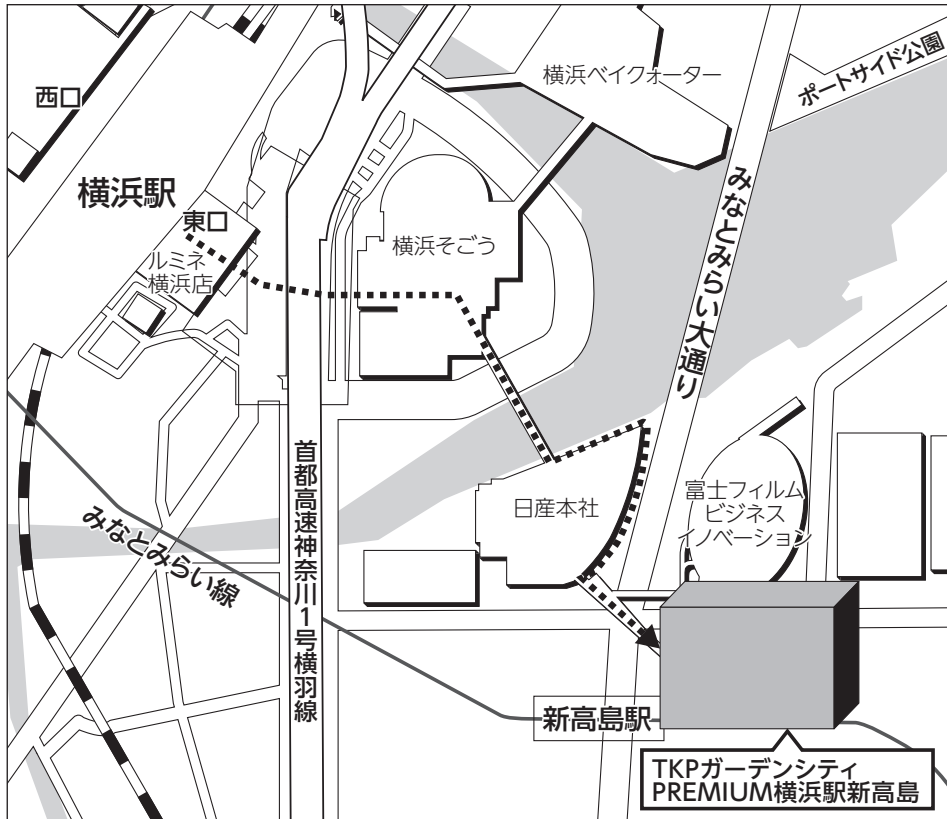 横浜ベイクォーター
ポートサイド公園
西口
横浜駅
東口
ルミネ
横浜店
横浜そごう
みなとみらい大通り
首都高速神奈川1号横羽線
みなとみらい線
日産本社
富士フィルム
ビジネス
イノベーション
新高島駅
TKPガーデンシティ
PREMIUM横浜駅新高島